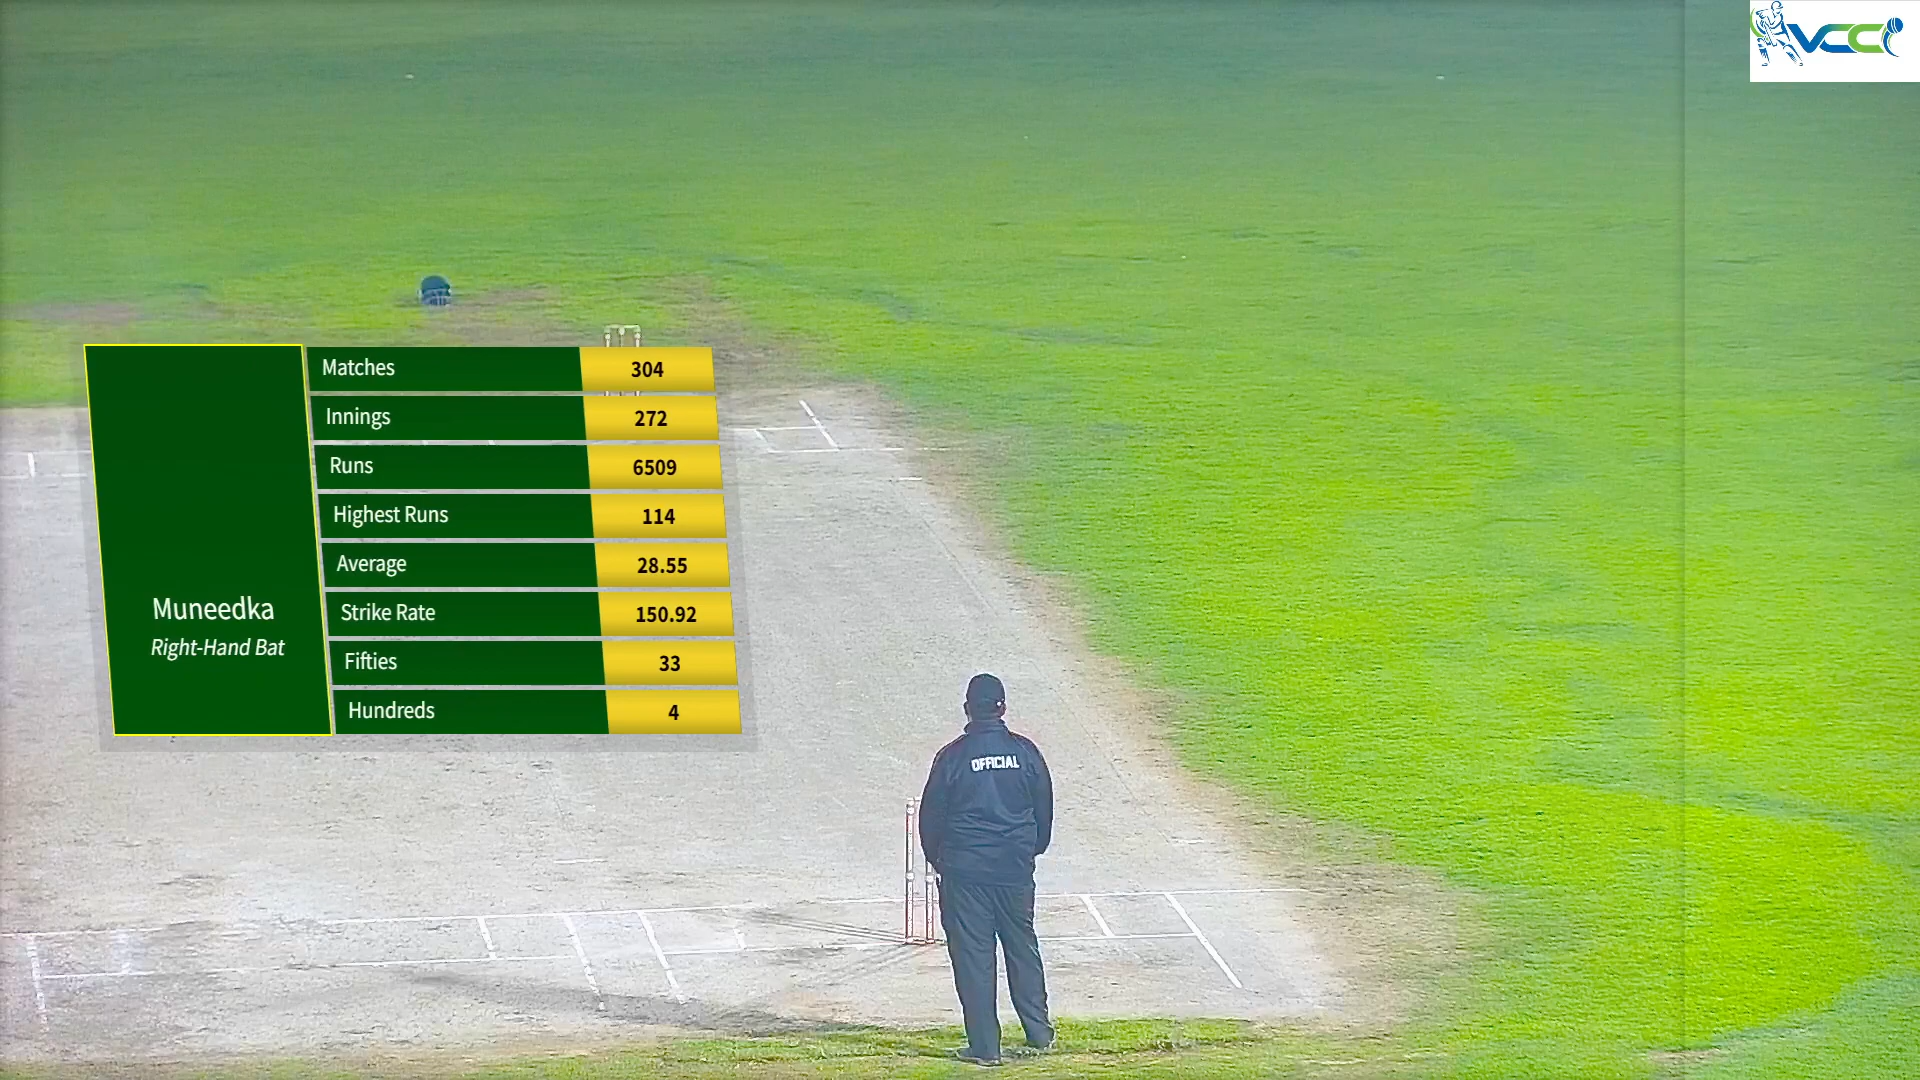 VCC
Matches 304
Innings 272
Runs 6509
Highest Runs 114
Average 28.55
Strike Rate 150.92
Fifties 33
Hundreds 4
Muneedka
Right-Hand Bat
OFFICIAL